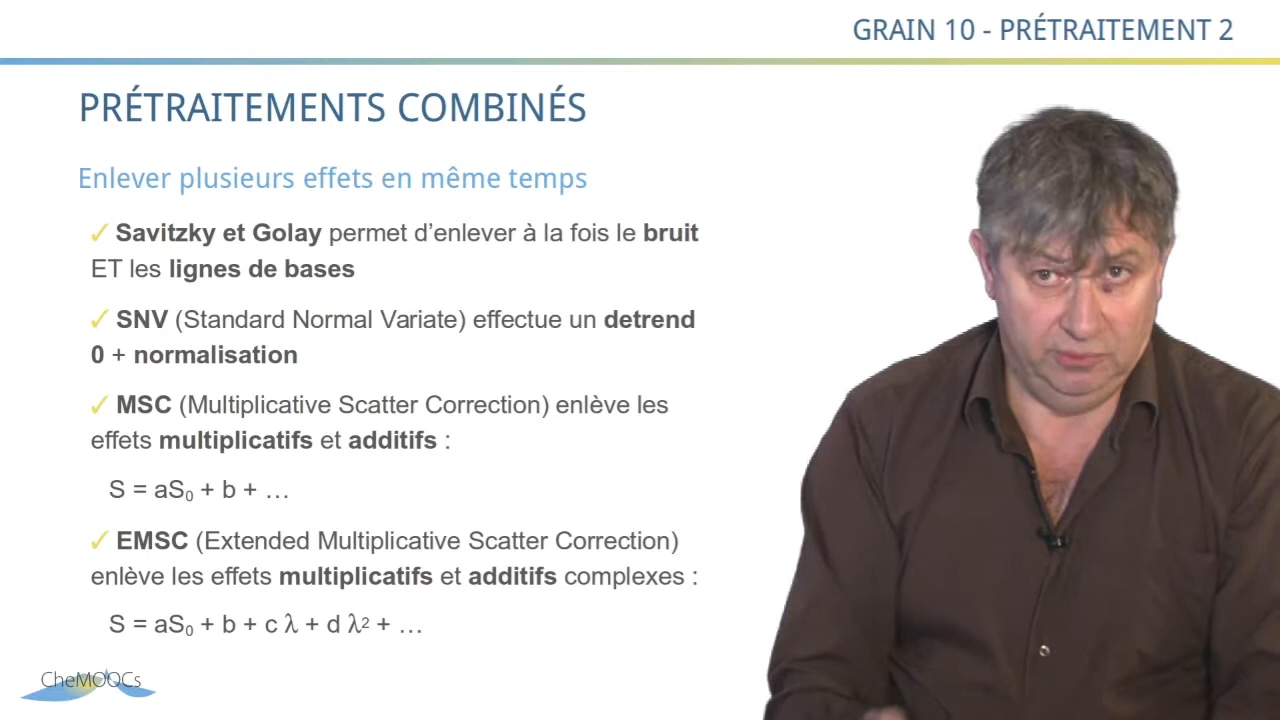 GRAIN 10 - PRÉTRAITEMENT 2
PRÉTRAITEMENTS COMBINÉS
Enlever plusieurs effets en même temps
✓ Savitzky et Golay permet d’enlever à la fois le bruit
ET les lignes de bases
✓ SNV (Standard Normal Variate) effectue un detrend
0 + normalisation
✓ MSC (Multiplicative Scatter Correction) enlève les
effets multiplicatifs et additifs :
S = aS₀ + b + …
✓ EMSC (Extended Multiplicative Scatter Correction)
enlève les effets multiplicatifs et additifs complexes :
S = aS₀ + b + c λ + d λ² + …
CheMOOCs